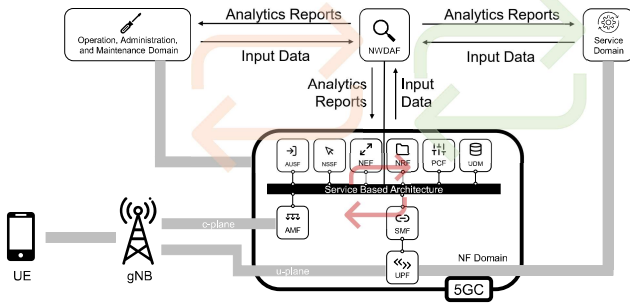 Analytics Reports
Analytics Reports
Operation, Administration,
and Maintenance Domain
NWDAF
Service
Domain
Input Data
Input Data
Analytics
Reports
Input
Data
AUSF
NSSF
NEF
NRF
PCF
UDM
Service Based Architecture
c-plane
AMF
SMF
NF Domain
UE
gNB
u-plane
UPF
5GC